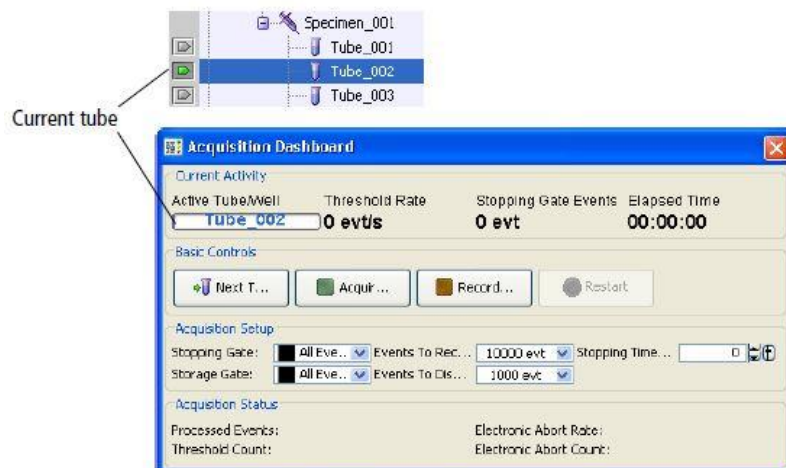 Specimen_001
Tube_001
Tube_002
Tube_003
Current tube
Acquisition Dashboard
Current Activity
Active Tube/Well Threshold Rate Stopping Gate Events Elapsed Time
Tube_002 0 evt/s 0 evt 00:00:00
Basic Controls
Next T... Acquir... Record... Restart
Acquisition Setup
Stopping Gate: All Eve.. Events To Rec... 10000 evt Stopping Time... 0
Storage Gate: All Eve.. Events To Dis... 1000 evt
Acquisition Status
Processed Events: Electronic Abort Rate:
Threshold Count: Electronic Abort Count: